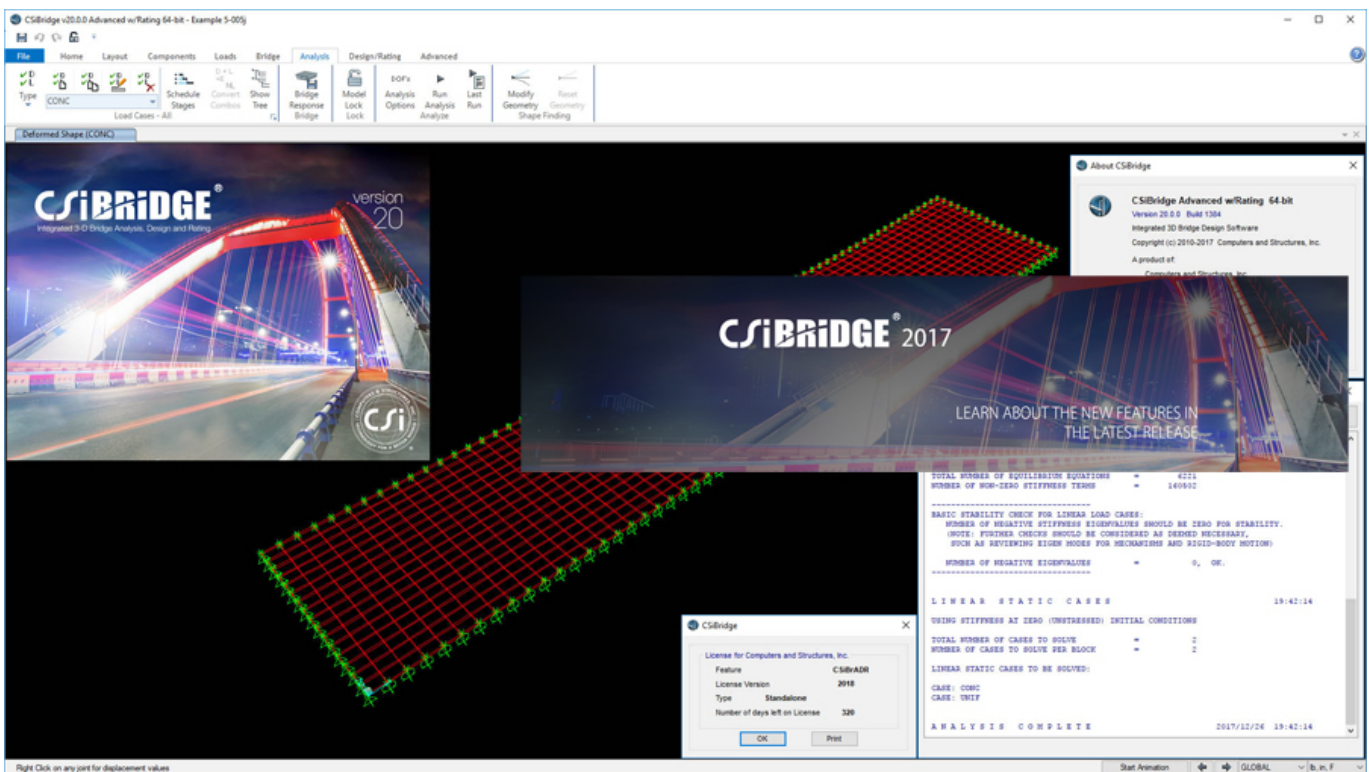 CSiBridge v20.0.0 Advanced w/Rating 64-bit - Example 5-005j
File Home Layout Components Loads Bridge Analysis Design/Rating Advanced
Type
CONC
Schedule Stages
Convert Combos
Show Tree
Bridge Response
Model Lock
Analysis Options
Run Analysis
Last Run
Modify Geometry
Reset Geometry
Load Cases - All
Bridge
Lock
Analyze
Shape Finding
Deformed Shape (CONC)
CSiBRiDGE®
Integrated 3-D Bridge Analysis, Design and Rating
version
20
CSi
About CSiBridge
CSiBridge Advanced w/Rating 64-bit
Version 20.0.0 Build 1384
Integrated 3D Bridge Design Software
Copyright (c) 2010-2017 Computers and Structures, Inc.
A product of:
Computers and Structures, Inc.
CSiBRiDGE® 2017
LEARN ABOUT THE NEW FEATURES IN
THE LATEST RELEASE
TOTAL NUMBER OF EQUILIBRIUM EQUATIONS = 6221
NUMBER OF NON-ZERO STIFFNESS TERMS = 160502
BASIC STABILITY CHECK FOR LINEAR LOAD CASES:
NUMBER OF NEGATIVE STIFFNESS EIGENVALUES SHOULD BE ZERO FOR STABILITY.
(NOTE: FURTHER CHECKS SHOULD BE CONSIDERED AS DEEMED NECESSARY,
SUCH AS REVIEWING EIGEN MODES FOR MECHANISMS AND RIGID-BODY MOTION)
NUMBER OF NEGATIVE EIGENVALUES = 0, OK.
L I N E A R S T A T I C C A S E S 19:42:14
USING STIFFNESS AT ZERO (UNSTRESSED) INITIAL CONDITIONS
TOTAL NUMBER OF CASES TO SOLVE = 2
NUMBER OF CASES TO SOLVE PER BLOCK = 2
LINEAR STATIC CASES TO BE SOLVED:
CASE: CONC
CASE: UNIF
A N A L Y S I S C O M P L E T E 2017/12/26 19:42:14
CSiBridge
License for Computers and Structures, Inc.
Feature CSiBrADR
License Version 2018
Type Standalone
Number of days left on License 320
OK Print
Right Click on any joint for displacement values
Start Animation GLOBAL lb, in, F